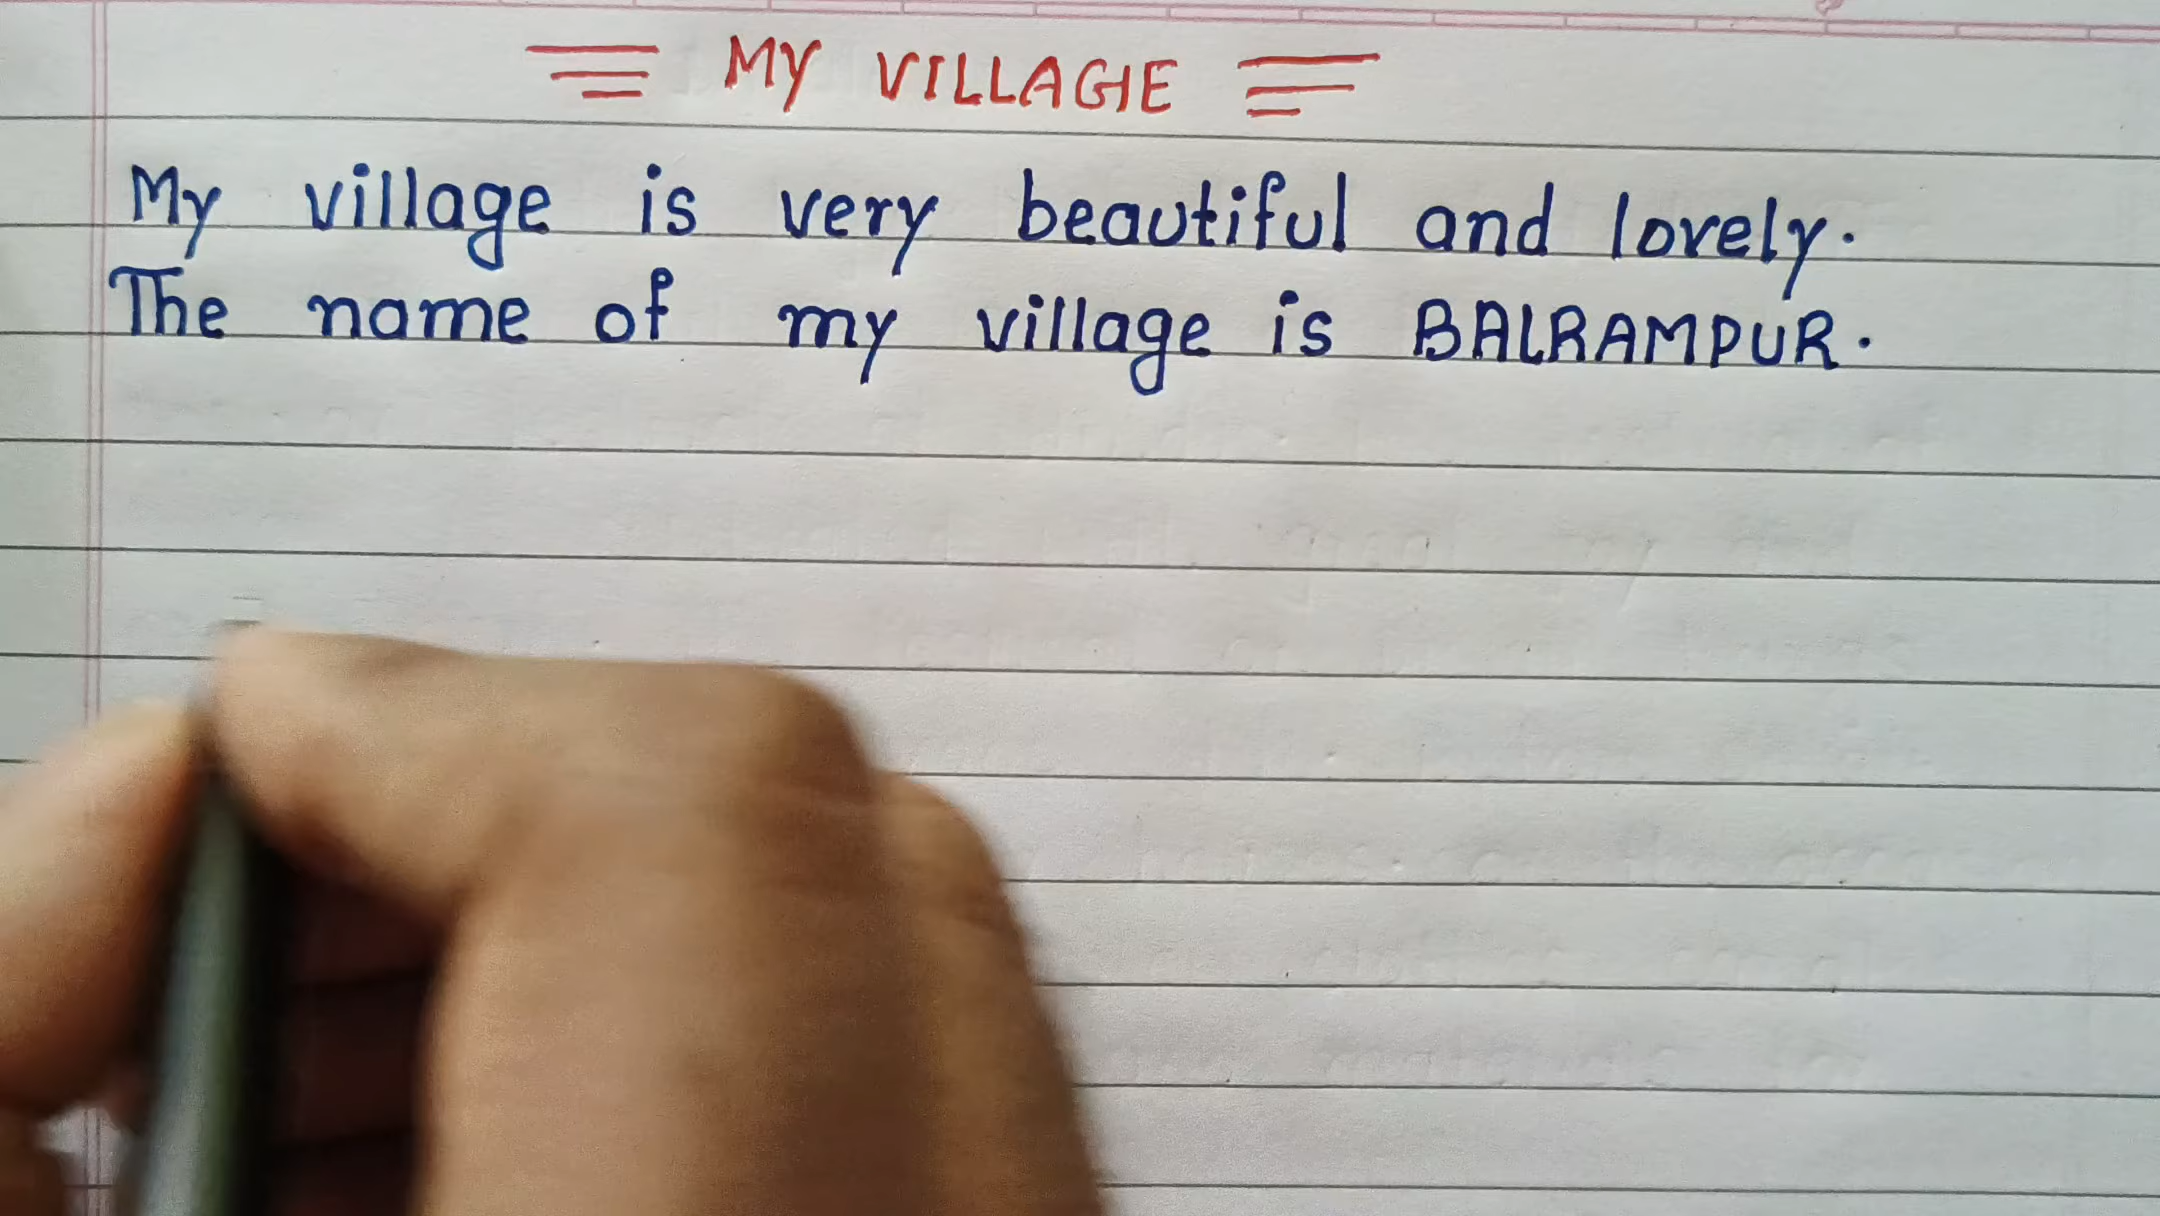 MY VILLAGE
My village is very beautiful and lovely.
The name of my village is BALRAMPUR.